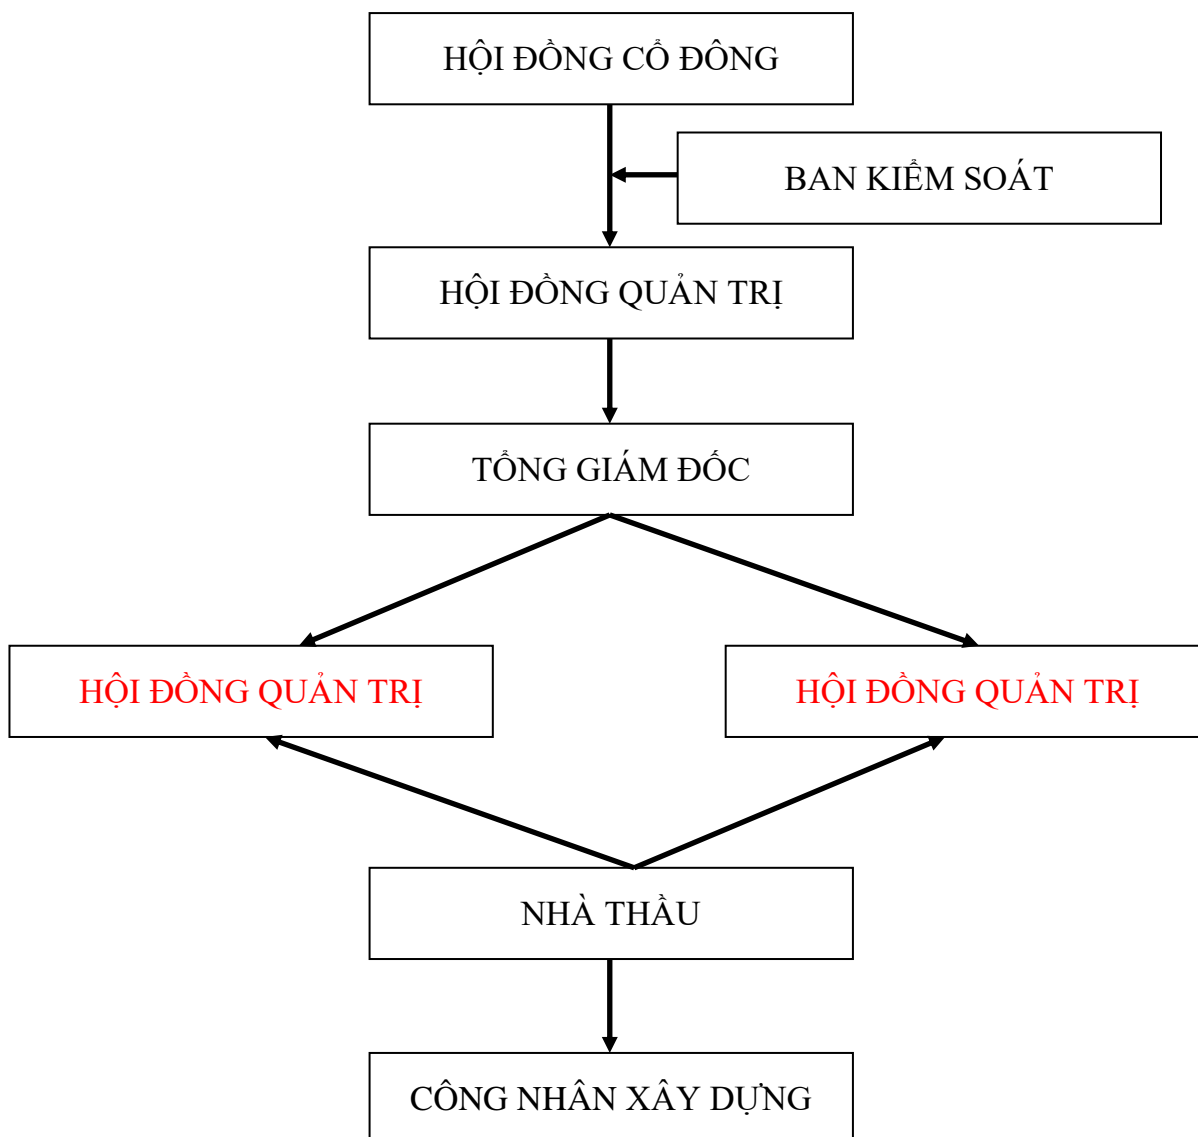 HỘI ĐỒNG CỔ ĐÔNG
BAN KIỂM SOÁT
HỘI ĐỒNG QUẢN TRỊ
TỔNG GIÁM ĐỐC
HỘI ĐỒNG QUẢN TRỊ
HỘI ĐỒNG QUẢN TRỊ
NHÀ THẦU
CÔNG NHÂN XÂY DỰNG